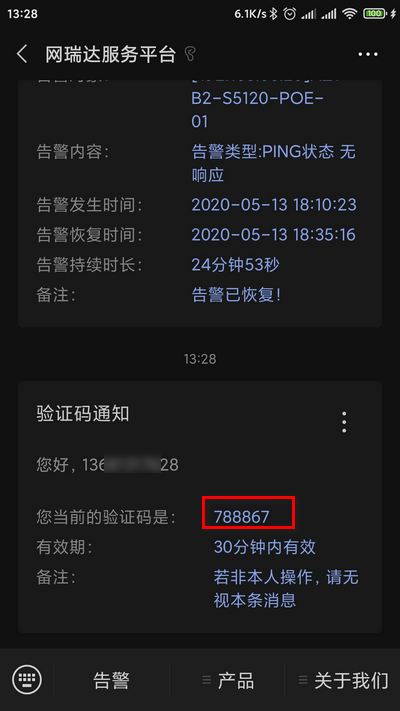 13:28
6.1K/s
100
网瑞达服务平台
B2-S5120-POE-
01
告警内容：
告警类型:PING状态 无
响应
告警发生时间：
2020-05-13 18:10:23
告警恢复时间：
2020-05-13 18:35:16
告警持续时长：
24分钟53秒
备注：
告警已恢复！
13:28
验证码通知
您好，136 28
您当前的验证码是：
788867
有效期：
30分钟内有效
备注：
若非本人操作，请无
视本条消息
告警
产品
关于我们